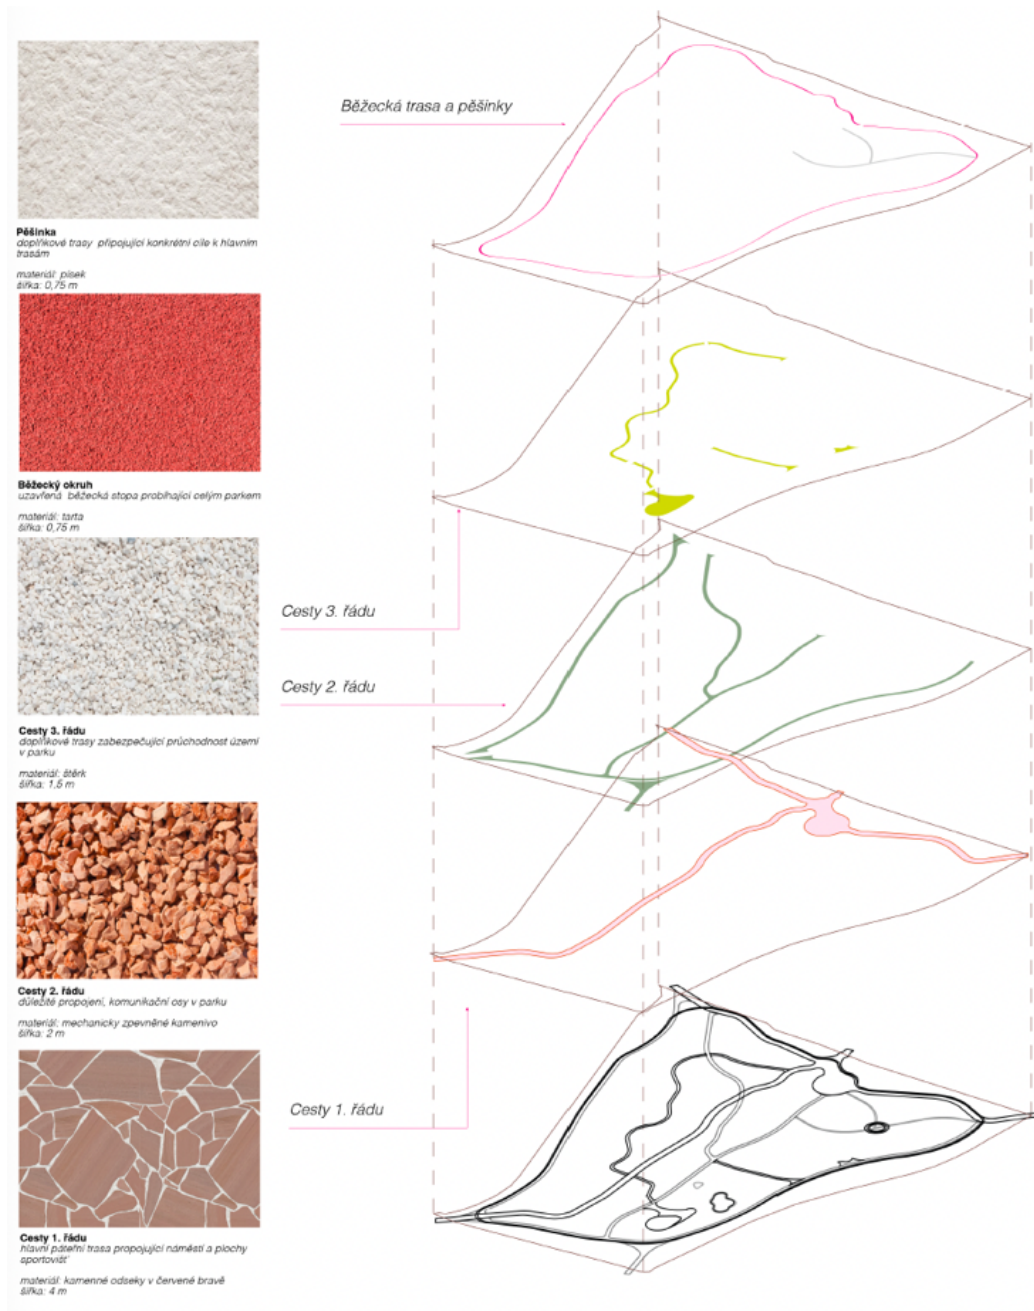 Běžecká trasa a pěšinky
Pěšinka
doplňkové trasy připojující konkrétní cíle k hlavním
trasám
materiál: písek
šířka: 0,75 m
Běžecký okruh
uzavřená běžecká stopa probíhající celým parkem
materiál: tarta
šířka: 0,75 m
Cesty 3. řádu
Cesty 2. řádu
Cesty 3. řádu
doplňkové trasy zabezpečující průchodnost území
v parku
materiál: štěrk
šířka: 1,5 m
Cesty 2. řádu
důležité propojení, komunikační osy v parku
materiál: mechanicky zpevněné kamenivo
šířka: 2 m
Cesty 1. řádu
Cesty 1. řádu
hlavní páteřní trasa propojující náměstí a plochy
sportovišť
materiál: kamenné odseky v červené bravě
šířka: 4 m